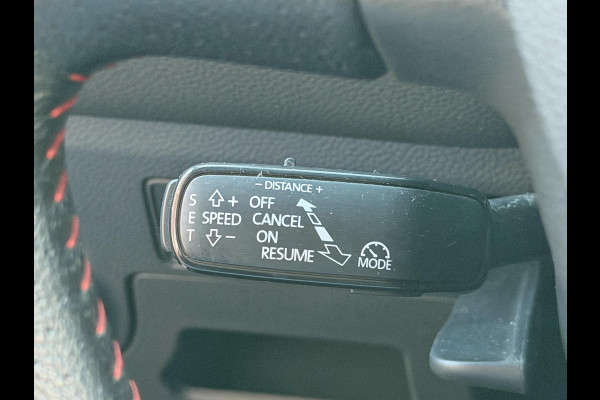 − DISTANCE +
S + OFF
E SPEED CANCEL
T − ON
RESUME
MODE